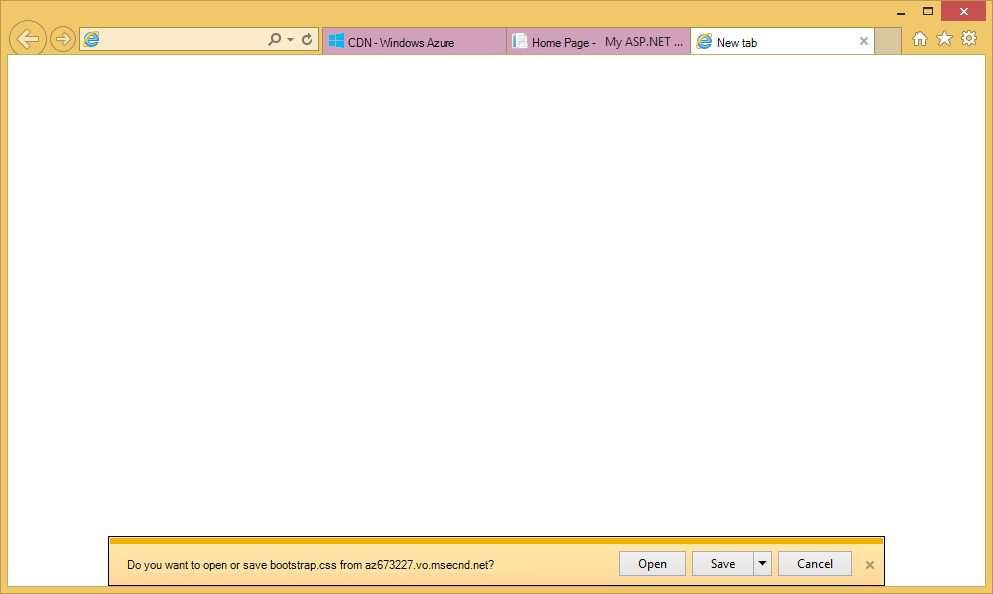 CDN - Windows Azure
Home Page - My ASP.NET ...
New tab
Do you want to open or save bootstrap.css from az673227.vo.msecnd.net?
Open
Save
Cancel